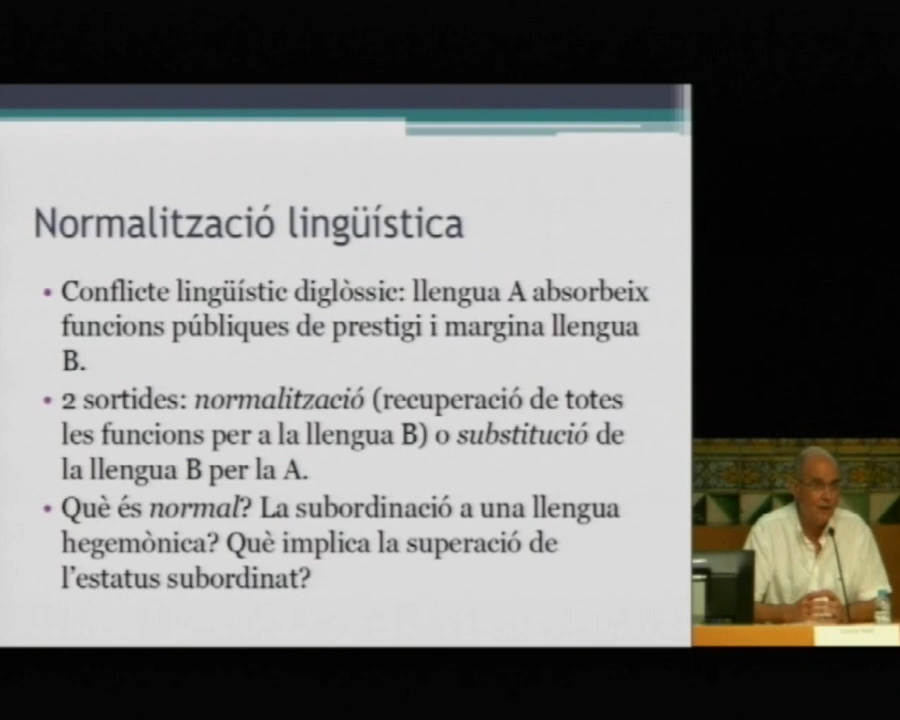 Normalització lingüística
• Conflicte lingüístic diglòssic: llengua A absorbeix
funcions públiques de prestigi i margina llengua
B.
• 2 sortides: normalització (recuperació de totes
les funcions per a la llengua B) o substitució de
la llengua B per la A.
• Què és normal? La subordinació a una llengua
hegemònica? Què implica la superació de
l'estatus subordinat?